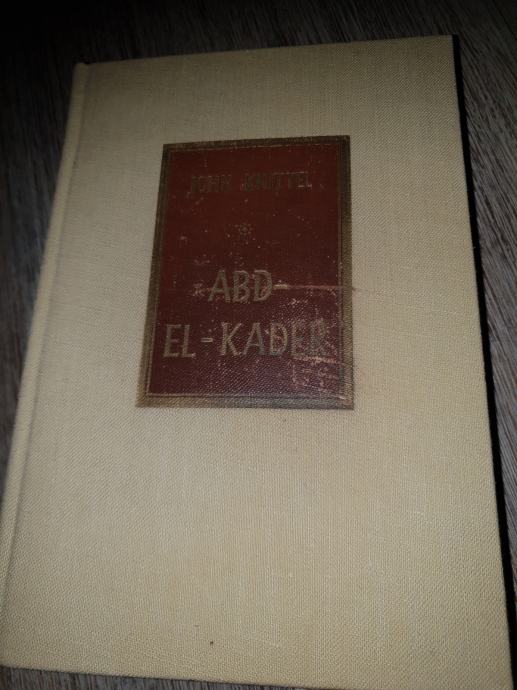 JOHN KNITTEL
ABD-
EL-KADER